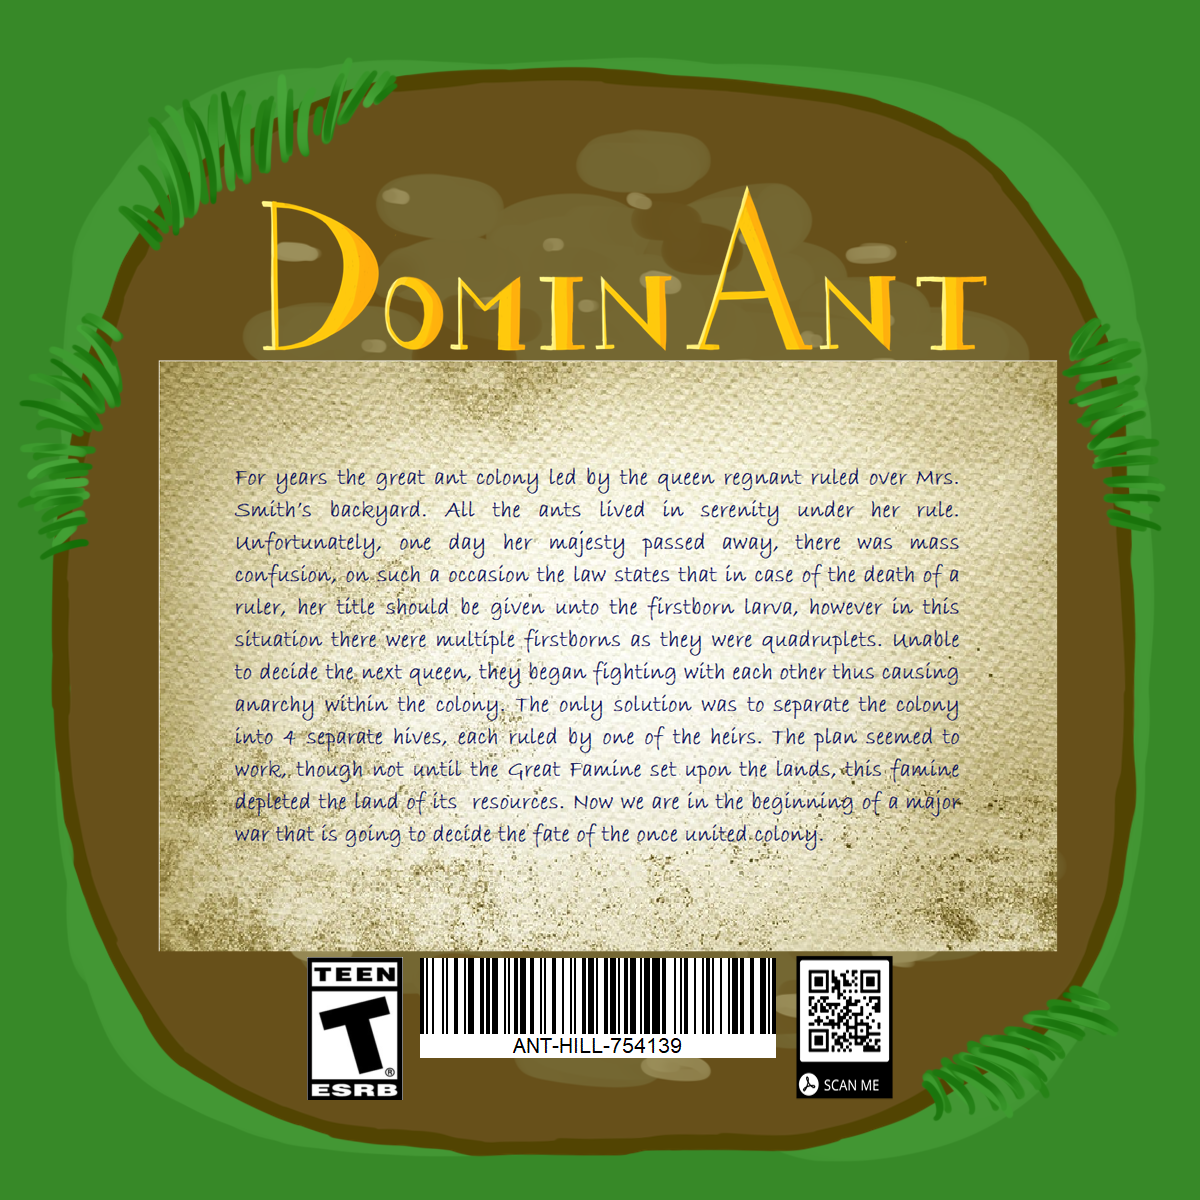 DOMINANT
For years the great ant colony led by the queen regnant ruled over Mrs.
Smith's backyard. All the ants lived in serenity under her rule.
Unfortunately, one day her majesty passed away, there was mass
confusion, on such a occasion the law states that in case of the death of a
ruler, her title should be given unto the firstborn larva, however in this
situation there were multiple firstborns as they were quadruplets. Unable
to decide the next queen, they began fighting with each other thus causing
anarchy within the colony. The only solution was to separate the colony
into 4 separate hives, each ruled by one of the heirs. The plan seemed to
work, though not until the Great Famine set upon the lands, this famine
depleted the land of its resources. Now we are in the beginning of a major
war that is going to decide the fate of the once united colony.
TEEN
T
®
ESRB
ANT-HILL-754139
SCAN ME